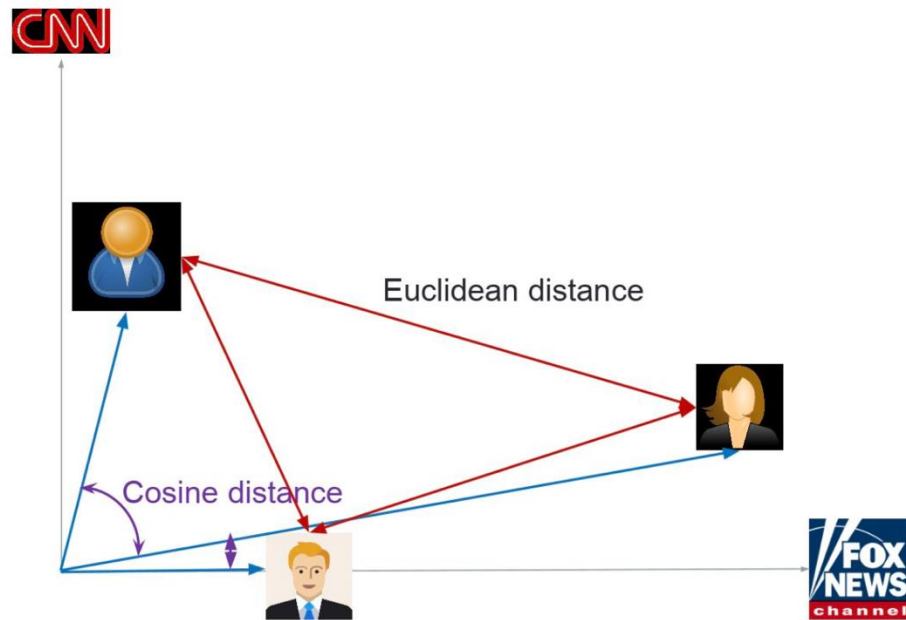 CNN
Euclidean distance
Cosine distance
FOX
NEWS
channel